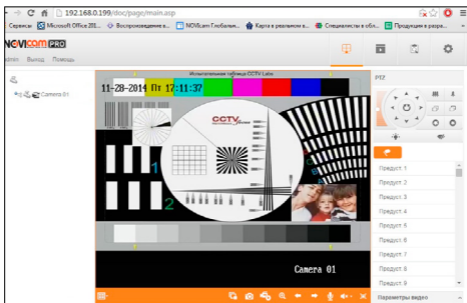 192.168.0.199/doc/page/main.asp
Сервисы Microsoft Office 201... Воспроизведение в... NOVIcam Глобальн... Карта в реальном в... Специалисты в обл... Продукция в разра...
NOVICAM PRO
admin Выход Помощь
Camera 01
Испытательная таблица CCTV Labs
11-28-2014 Пт 17:11:37
CCTV
1
2
Camera 01
PTZ
Предуст. 1
Предуст. 2
Предуст. 3
Предуст. 4
Предуст. 5
Предуст. 6
Предуст. 7
Предуст. 8
Предуст. 9
Параметры видео